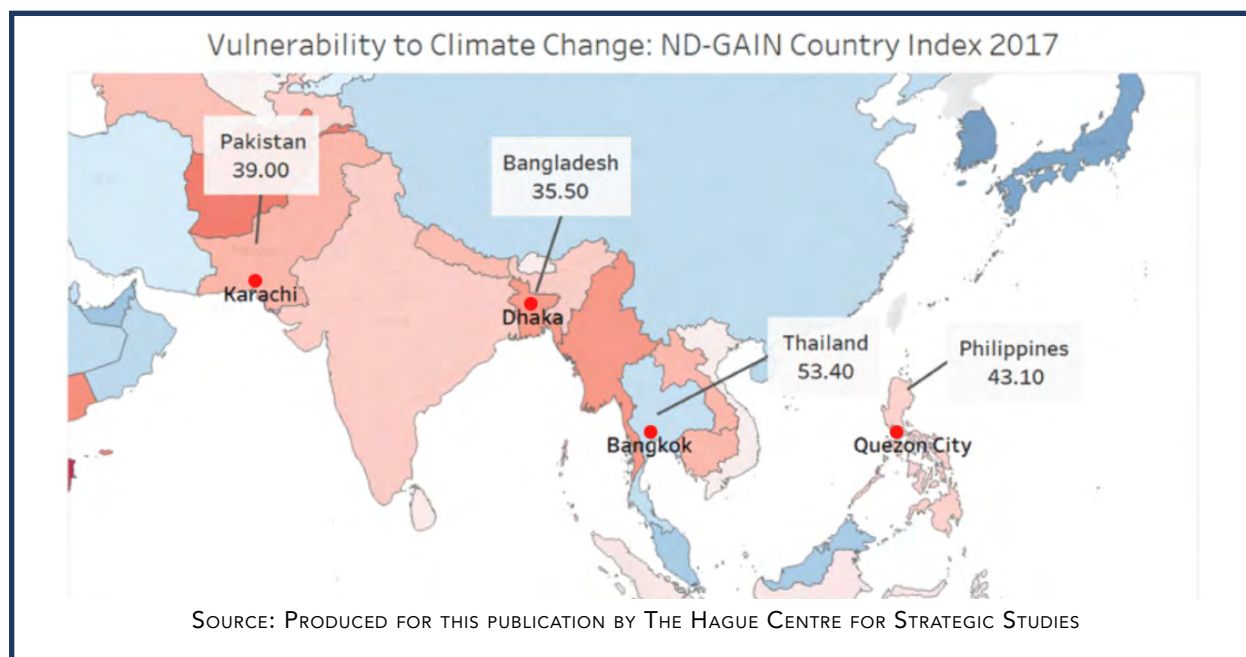 Vulnerability to Climate Change: ND-GAIN Country Index 2017
Pakistan
39.00
Bangladesh
35.50
Karachi
Dhaka
Thailand
53.40
Philippines
43.10
Bangkok
Quezon City
Source: Produced for this publication by The Hague Centre for Strategic Studies